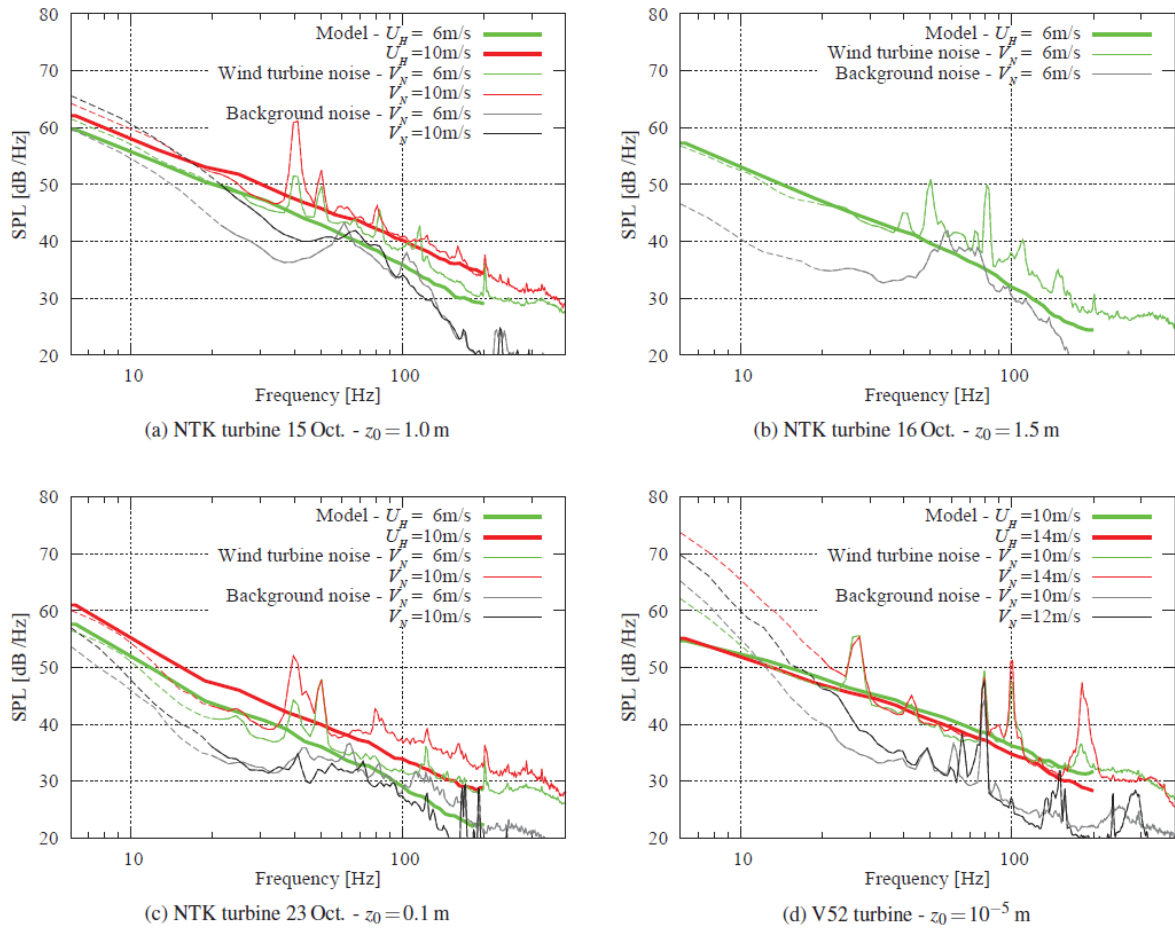 80
70
60
50
40
30
20
SPL [dB /Hz]
10
100
Frequency [Hz]
Model - U_H = 6m/s
U_H =10m/s
Wind turbine noise - V_N = 6m/s
V_N =10m/s
Background noise - V_N = 6m/s
V_N =10m/s
(a) NTK turbine 15 Oct. - z₀ = 1.0 m
80
70
60
50
40
30
20
SPL [dB /Hz]
10
100
Frequency [Hz]
Model - U_H = 6m/s
Wind turbine noise - V_N = 6m/s
Background noise - V_N = 6m/s
(b) NTK turbine 16 Oct. - z₀ = 1.5 m
80
70
60
50
40
30
20
SPL [dB /Hz]
10
100
Frequency [Hz]
Model - U_H = 6m/s
U_H =10m/s
Wind turbine noise - V_N = 6m/s
V_N =10m/s
Background noise - V_N = 6m/s
V_N =10m/s
(c) NTK turbine 23 Oct. - z₀ = 0.1 m
80
70
60
50
40
30
20
SPL [dB /Hz]
10
100
Frequency [Hz]
Model - U_H =10m/s
U_H =14m/s
Wind turbine noise - V_N =10m/s
V_N =14m/s
Background noise - V_N =10m/s
V_N =12m/s
(d) V52 turbine - z₀ = 10⁻⁵ m